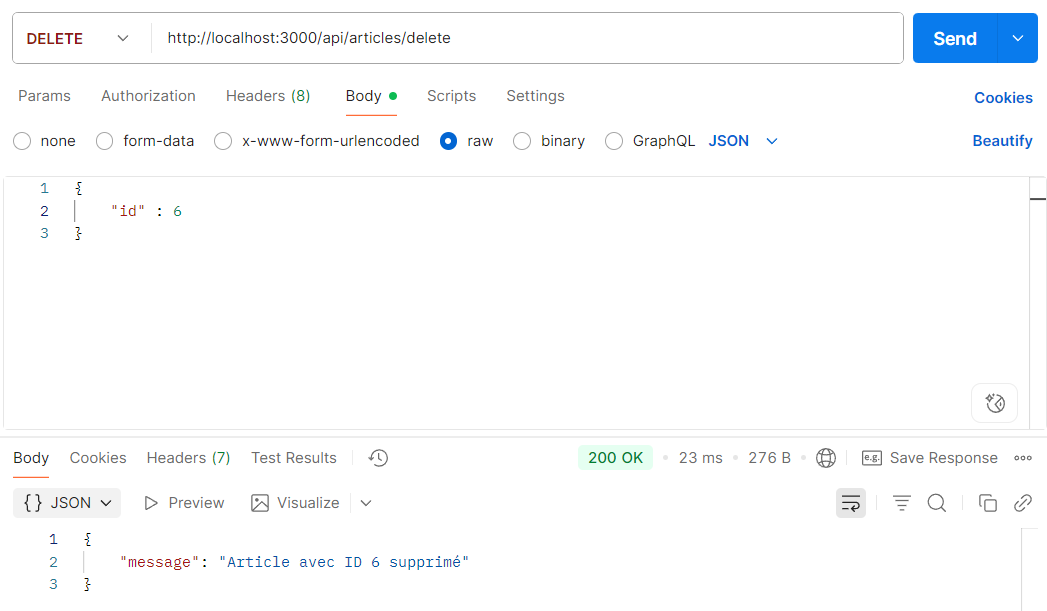 DELETE http://localhost:3000/api/articles/delete Send
Params Authorization Headers (8) Body Scripts Settings Cookies
none form-data x-www-form-urlencoded raw binary GraphQL JSON Beautify
1 {
2 "id" : 6
3 }
Body Cookies Headers (7) Test Results 200 OK 23 ms 276 B e.g. Save Response
{} JSON Preview Visualize
1 {
2 "message": "Article avec ID 6 supprimé"
3 }